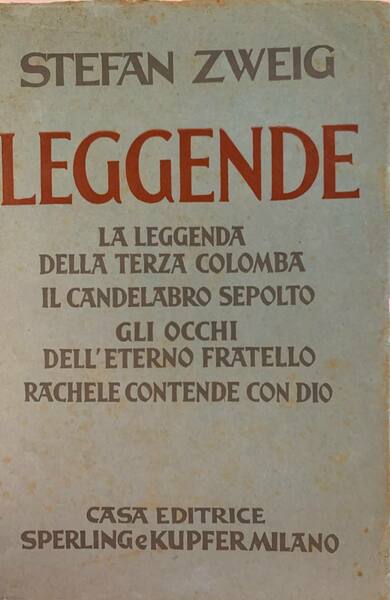 STEFAN ZWEIG
LEGGENDE
LA LEGGENDA
DELLA TERZA COLOMBA
IL CANDELABRO SEPOLTO
GLI OCCHI
DELL'ETERNO FRATELLO
RACHELE CONTENDE CON DIO
CASA EDITRICE
SPERLING e KUPFER MILANO